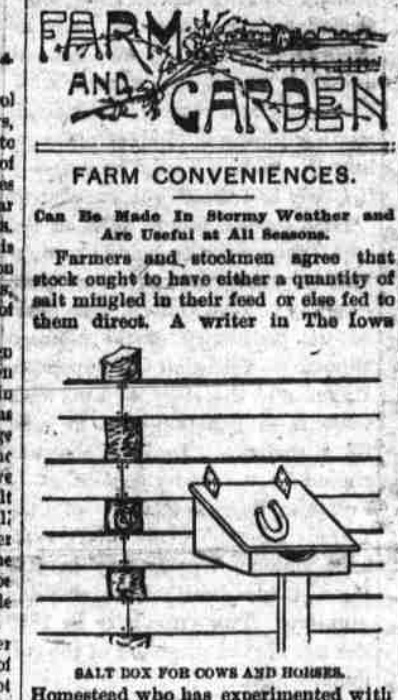 FARM
AND
GARDEN
FARM CONVENIENCES.
Can Be Made In Stormy Weather and
Are Useful at All Seasons.
Farmers and stockmen agree that
stock ought to have either a quantity of
salt mingled in their feed or else fed to
them direct. A writer in The Iowa
SALT BOX FOR COWS AND HORSES.
Homestead who has experimented with